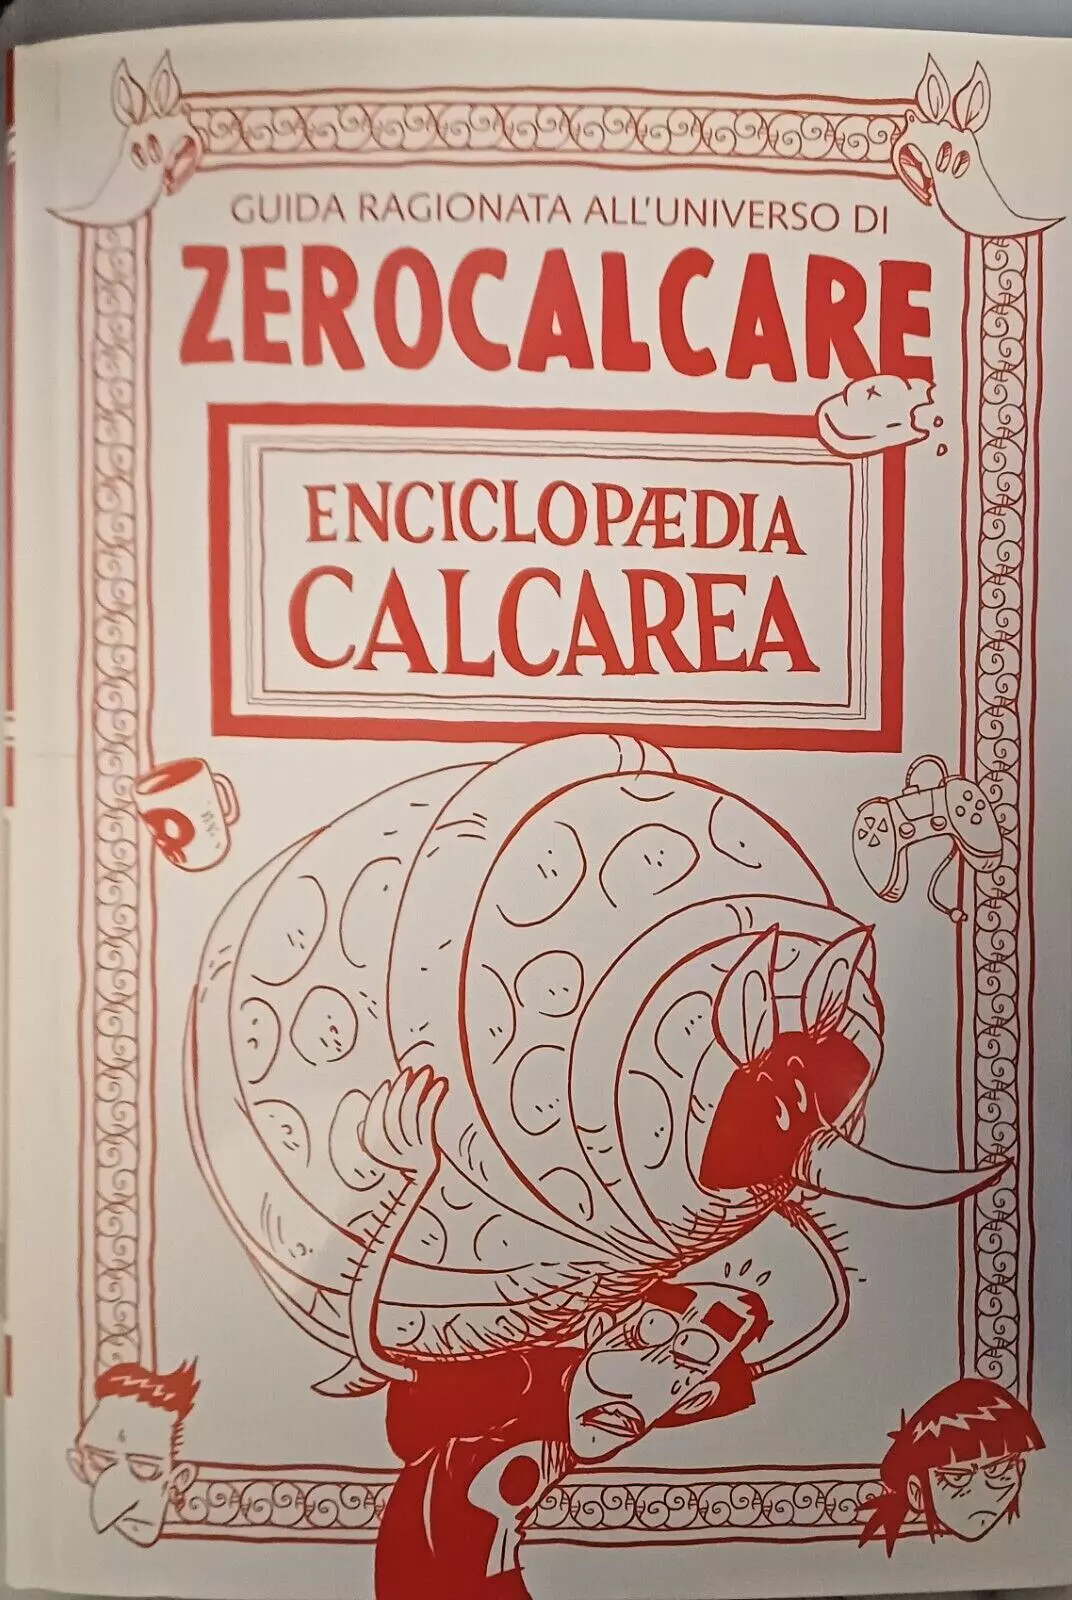 GUIDA RAGIONATA ALL'UNIVERSO DI
ZEROCALCARE
ENCICLOPÆDIA
CALCAREA